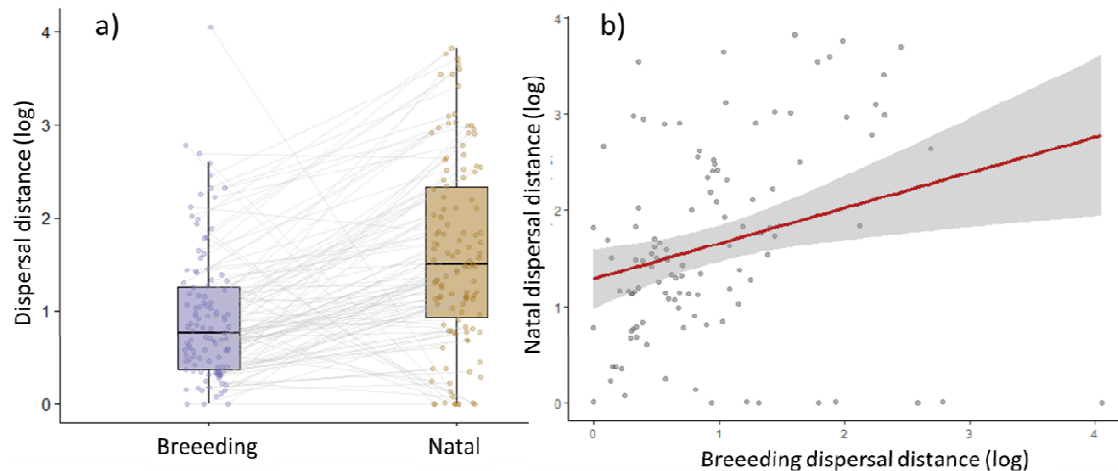 a)
Dispersal distance (log)
4
3
2
1
0
Breeeding
Natal
b)
Natal dispersal distance (log)
4
3
2
1
0
0
1
2
3
4
Breeeding dispersal distance (log)